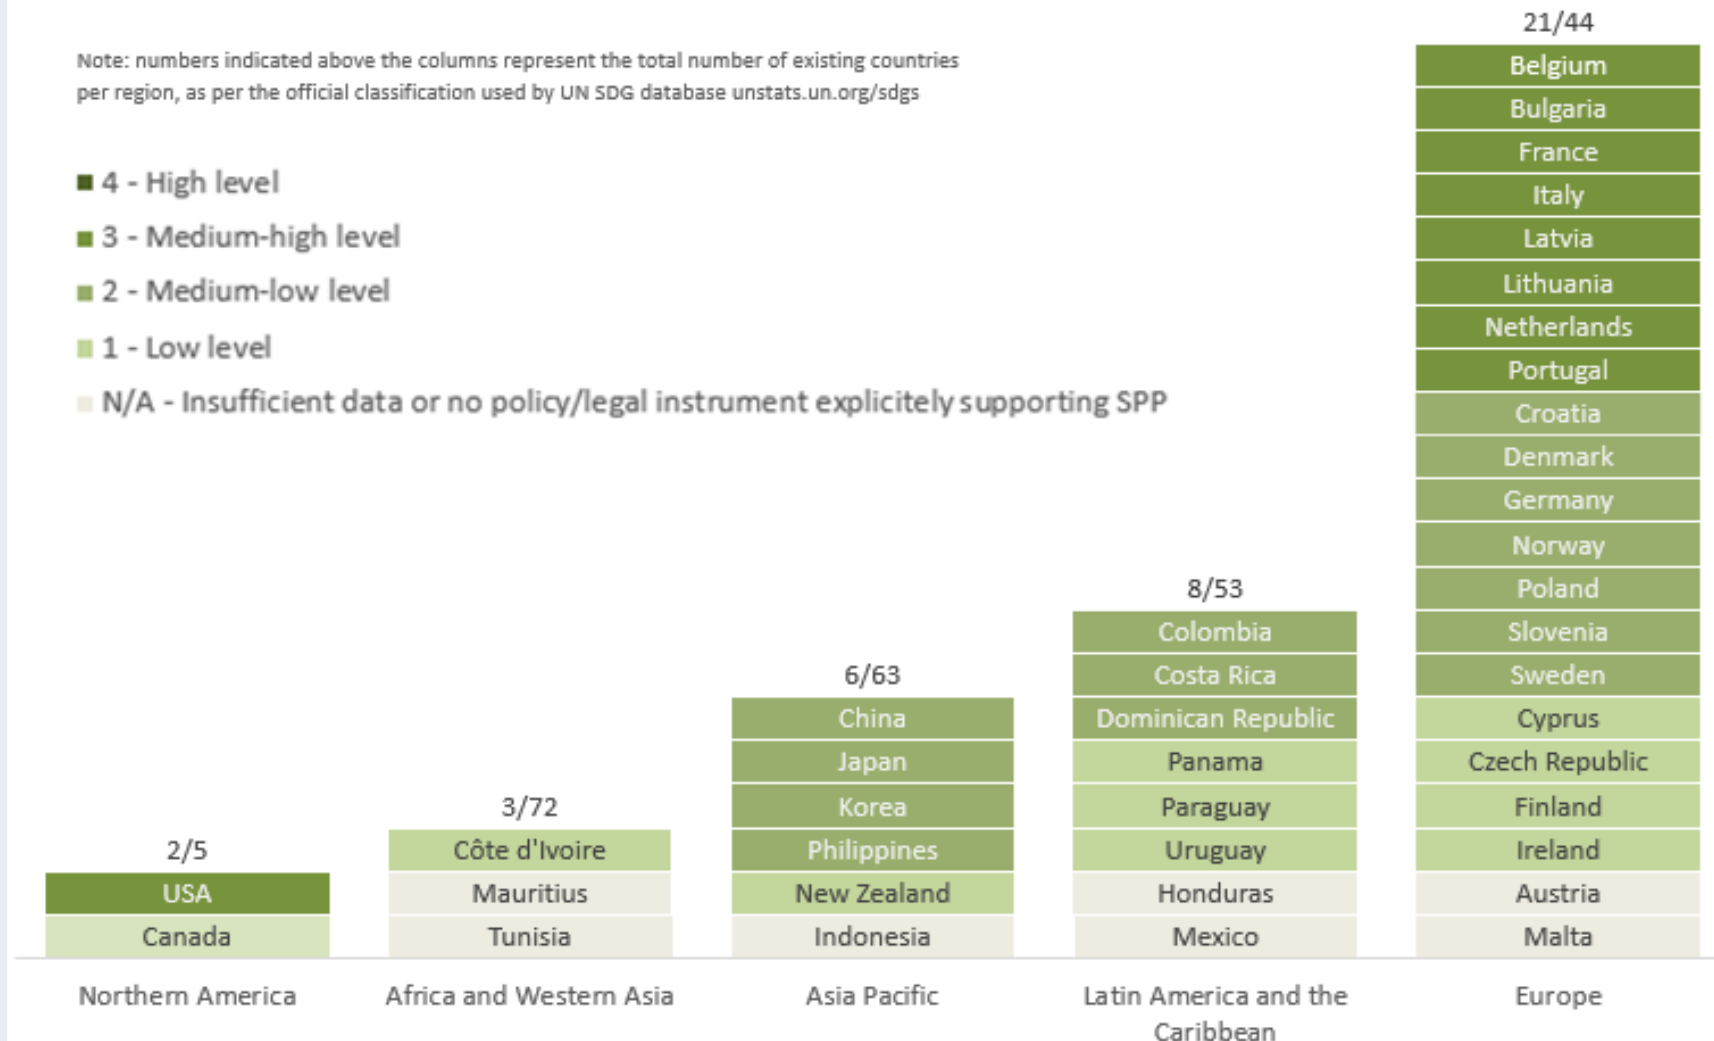 Note: numbers indicated above the columns represent the total number of existing countries
per region, as per the official classification used by UN SDG database unstats.un.org/sdgs
4 - High level
3 - Medium-high level
2 - Medium-low level
1 - Low level
N/A - Insufficient data or no policy/legal instrument explicitely supporting SPP
2/5
USA
Canada
Northern America
3/72
Côte d'Ivoire
Mauritius
Tunisia
Africa and Western Asia
6/63
China
Japan
Korea
Philippines
New Zealand
Indonesia
Asia Pacific
8/53
Colombia
Costa Rica
Dominican Republic
Panama
Paraguay
Uruguay
Honduras
Mexico
Latin America and the
Caribbean
21/44
Belgium
Bulgaria
France
Italy
Latvia
Lithuania
Netherlands
Portugal
Croatia
Denmark
Germany
Norway
Poland
Slovenia
Sweden
Cyprus
Czech Republic
Finland
Ireland
Austria
Malta
Europe